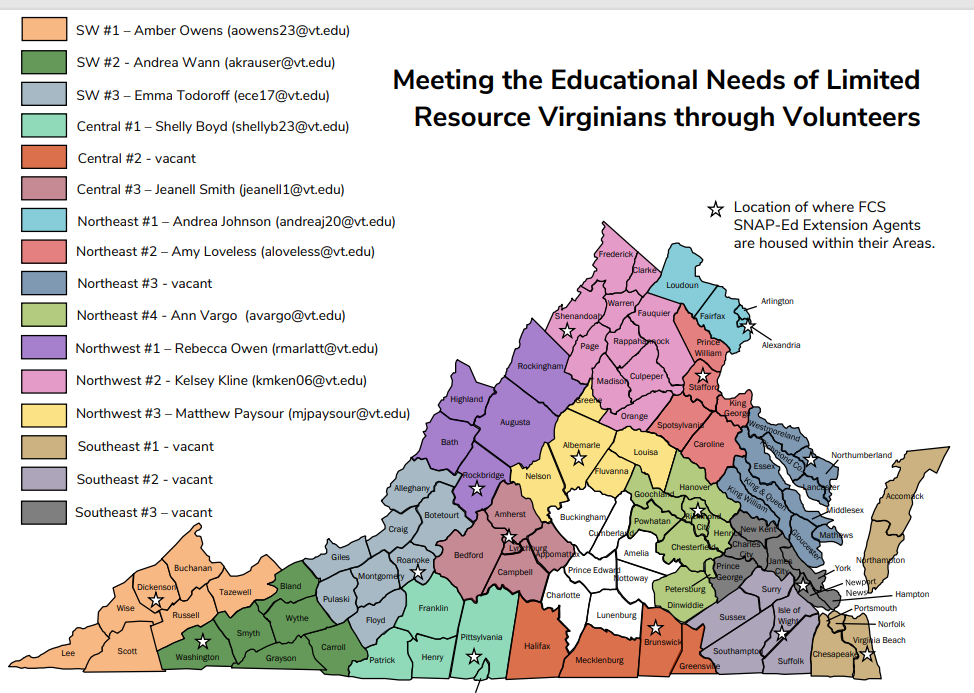 SW #1 – Amber Owens (aowens23@vt.edu)
SW #2 - Andrea Wann (akrauser@vt.edu)
SW #3 – Emma Todoroff (ece17@vt.edu)
Central #1 – Shelly Boyd (shellyb23@vt.edu)
Central #2 - vacant
Central #3 – Jeanell Smith (jeanell1@vt.edu)
Northeast #1 – Andrea Johnson (andreaj20@vt.edu)
Northeast #2 – Amy Loveless (aloveless@vt.edu)
Northeast #3 - vacant
Northeast #4 - Ann Vargo (avargo@vt.edu)
Northwest #1 – Rebecca Owen (rmarlatt@vt.edu)
Northwest #2 - Kelsey Kline (kmken06@vt.edu)
Northwest #3 – Matthew Paysour (mjpaysour@vt.edu)
Southeast #1 - vacant
Southeast #2 - vacant
Southeast #3 – vacant
Meeting the Educational Needs of Limited
Resource Virginians through Volunteers
Location of where FCS
SNAP-Ed Extension Agents
are housed within their Areas.
Frederick
Clarke
Loudoun
Warren
Arlington
Shenandoah
Fauquier
Fairfax
Alexandria
Page
Rappahannock
Prince
William
Rockingham
Madison
Culpeper
Stafford
Highland
Greene
King
George
Orange
Augusta
Spotsylvania
Westmoreland
Bath
Albemarle
Louisa
Caroline
Richmond Co.
Northumberland
Essex
Rockbridge
Nelson
Fluvanna
Hanover
King & Queen
Lancaster
Alleghany
Goochland
King William
Accomack
Botetourt
Amherst
Buckingham
Powhatan
Richmond
City
Middlesex
Craig
Cumberland
Henrico
New Kent
Gloucester
Mathews
Lynchburg
Chesterfield
Charles
City
Giles
Roanoke
Bedford
Appomattox
Amelia
James
City
Northampton
Buchanan
Prince Edward
Prince
George
York
Montgomery
Campbell
Nottoway
Dickenson
Bland
Newport
News
Tazewell
Pulaski
Charlotte
Petersburg
Surry
Hampton
Wise
Franklin
Dinwiddie
Portsmouth
Russell
Wythe
Floyd
Lunenburg
Sussex
Isle of
Wight
Norfolk
Smyth
Pittsylvania
Virginia Beach
Lee
Scott
Washington
Grayson
Carroll
Patrick
Henry
Halifax
Mecklenburg
Brunswick
Greensville
Southampton
Suffolk
Chesapeake